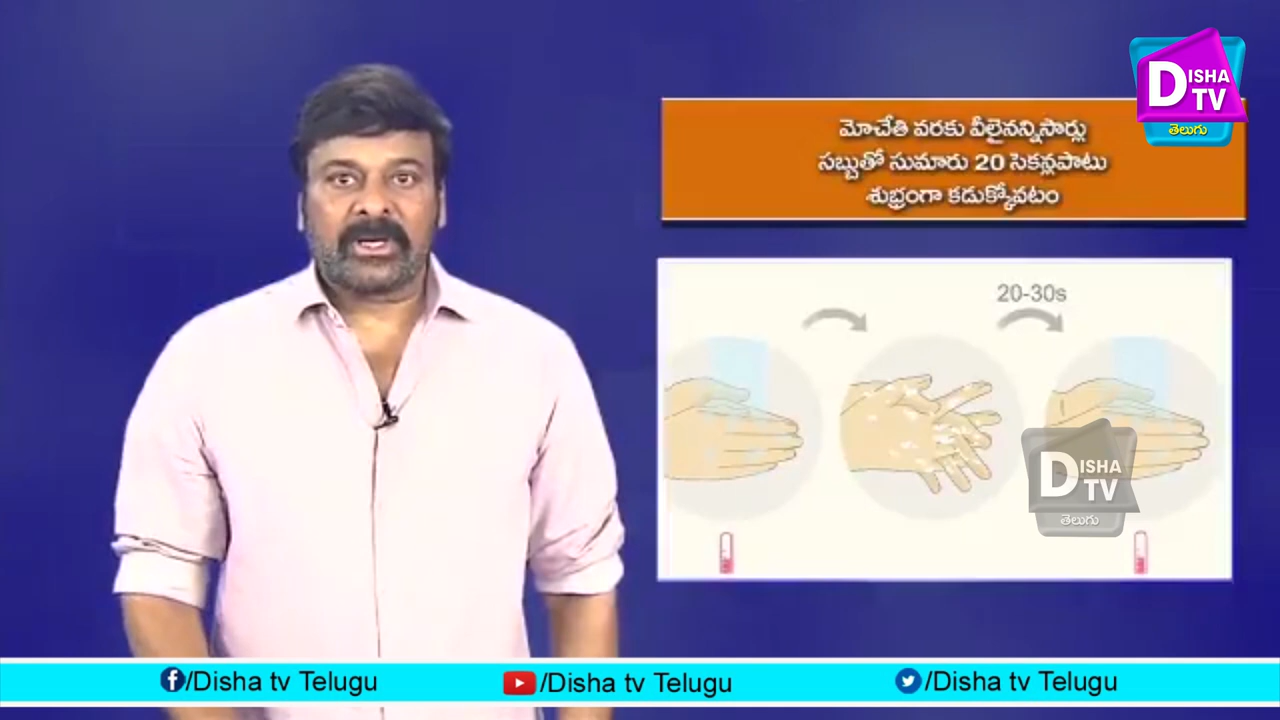 DISHA TV
తెలుగు
మోచేతి వరకు వీలైనన్నిసార్లు
సబ్బుతో సుమారు 20 సెకన్లపాటు
శుభ్రంగా కడుక్కోవటం
20-30s
DISHA TV
తెలుగు
/Disha tv Telugu /Disha tv Telugu /Disha tv Telugu